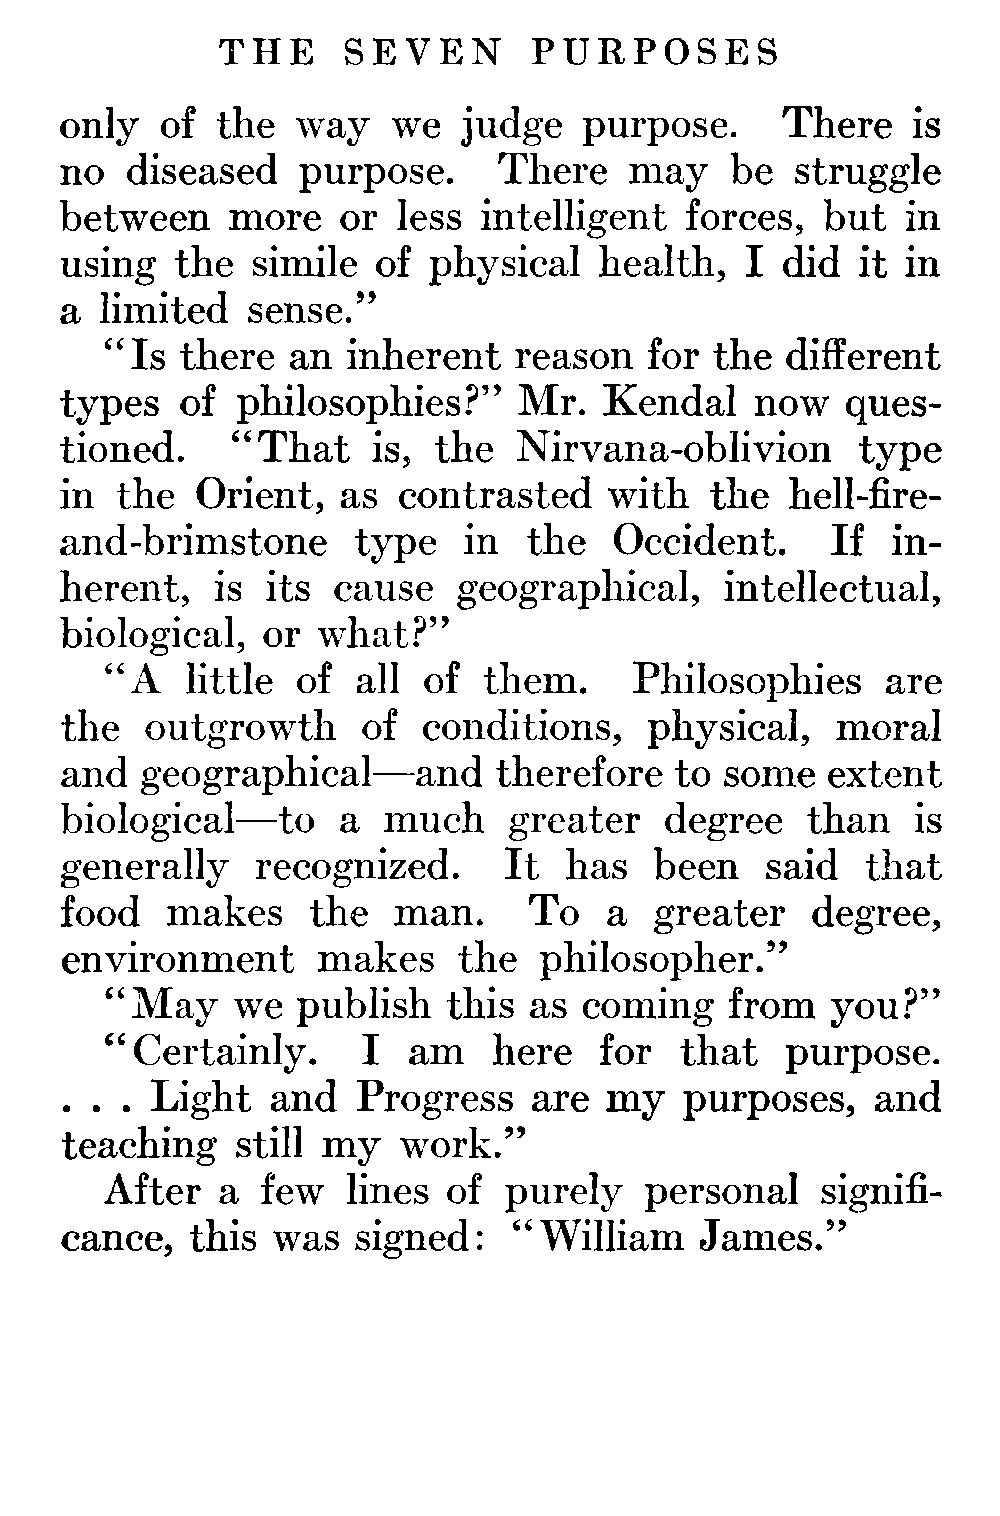 THE SEVEN PURPOSES
only of the way we judge purpose. There is
no diseased purpose. There may be struggle
between more or less intelligent forces, but in
using the simile of physical health, I did it in
a limited sense.”
“Is there an inherent reason for the different
types of philosophies?” Mr. Kendal now ques-
tioned. “That is, the Nirvana-oblivion type
in the Orient, as contrasted with the hell-fire-
and-brimstone type in the Occident. If in-
herent, is its cause geographical, intellectual,
biological, or what?”
“A little of all of them. Philosophies are
the outgrowth of conditions, physical, moral
and geographical—and therefore to some extent
biological—to a much greater degree than is
generally recognized. It has been said that
food makes the man. To a greater degree,
environment makes the philosopher.”
“May we publish this as coming from you?”
“Certainly. I am here for that purpose.
. . . Light and Progress are my purposes, and
teaching still my work.”
After a few lines of purely personal signifi-
cance, this was signed: “William James.”